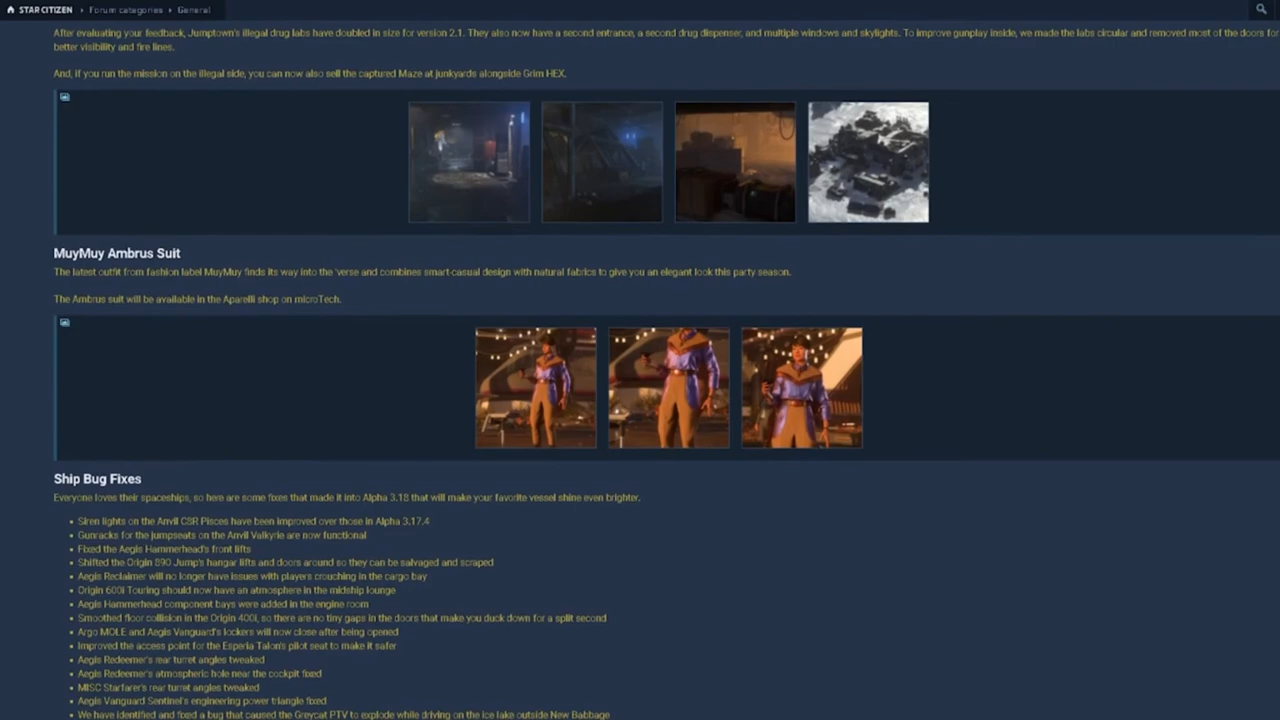 STAR CITIZEN › Forum categories › General
After evaluating your feedback, Jumptown's illegal drug labs have doubled in size for version 2.1. They also now have a second entrance, a second drug dispenser, and multiple windows and skylights. To improve gunplay inside, we made the labs circular and removed most of the doors for
better visibility and fire lines.
And, if you run the mission on the illegal side, you can now also sell the captured Maze at junkyards alongside Grim HEX.
MuyMuy Ambrus Suit
The latest outfit from fashion label MuyMuy finds its way into the 'verse and combines smart-casual design with natural fabrics to give you an elegant look this party season.
The Ambrus suit will be available in the Aparelli shop on microTech.
Ship Bug Fixes
Everyone loves their spaceships, so here are some fixes that made it into Alpha 3.18 that will make your favorite vessel shine even brighter.
• Siren lights on the Anvil C8R Pisces have been improved over those in Alpha 3.17.4
• Gunracks for the jumpseats on the Anvil Valkyrie are now functional
• Fixed the Aegis Hammerhead's front lifts
• Shifted the Origin 890 Jump's hangar lifts and doors around so they can be salvaged and scraped
• Aegis Reclaimer will no longer have issues with players crouching in the cargo bay
• Origin 600i Touring should now have an atmosphere in the midship lounge
• Aegis Hammerhead component bays were added in the engine room
• Smoothed floor collision in the Origin 400i, so there are no tiny gaps in the doors that make you duck down for a split second
• Argo MOLE and Aegis Vanguard's lockers will now close after being opened
• Improved the access point for the Esperia Talon's pilot seat to make it safer
• Aegis Redeemer's rear turret angles tweaked
• Aegis Redeemer's atmospheric hole near the cockpit fixed
• MISC Starfarer's rear turret angles tweaked
• Aegis Vanguard Sentinel's engineering power triangle fixed
• We have identified and fixed a bug that caused the Greycat PTV to explode while driving on the ice lake outside New Babbage